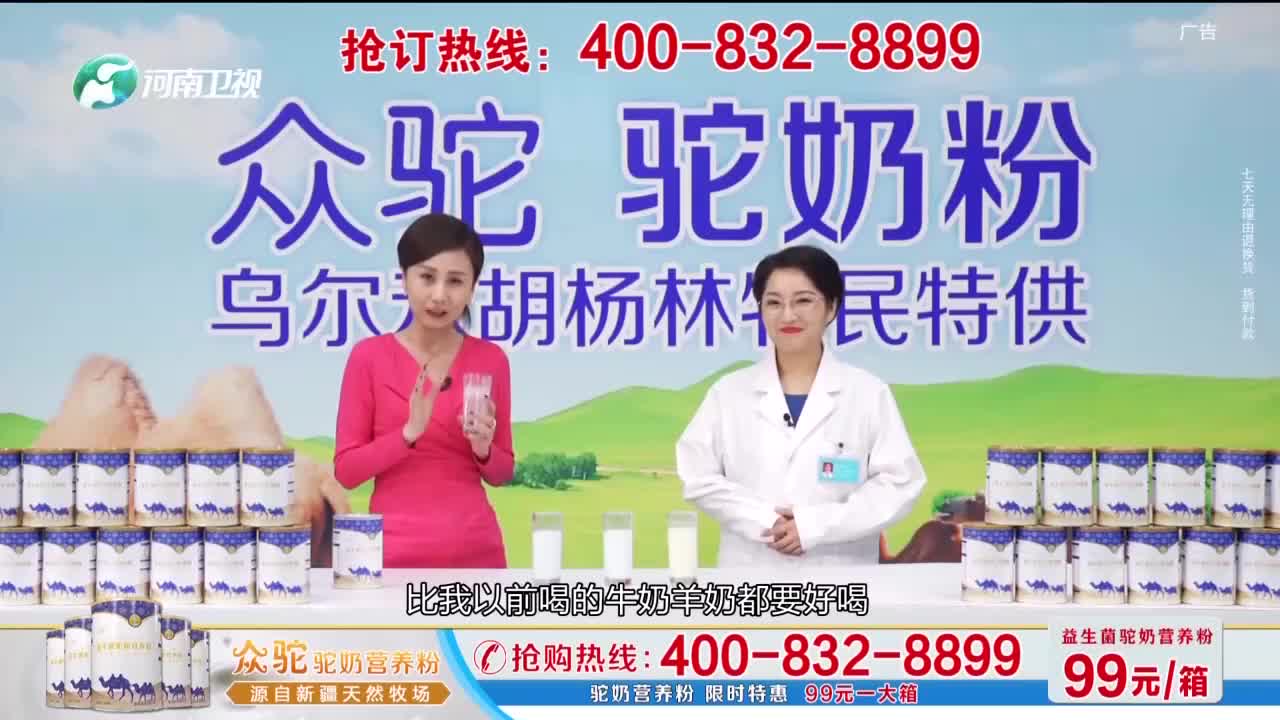 抢订热线：400-832-8899
广告
河南卫视
众驼 驼奶粉
七天无理由退换货 货到付款
乌尔禾胡杨林牧民特供
比我以前喝的牛奶羊奶都要好喝
众驼 驼奶营养粉
源自新疆天然牧场
抢购热线：400-832-8899
驼奶营养粉 限时特惠 99元一大箱
益生菌驼奶营养粉
99元/箱